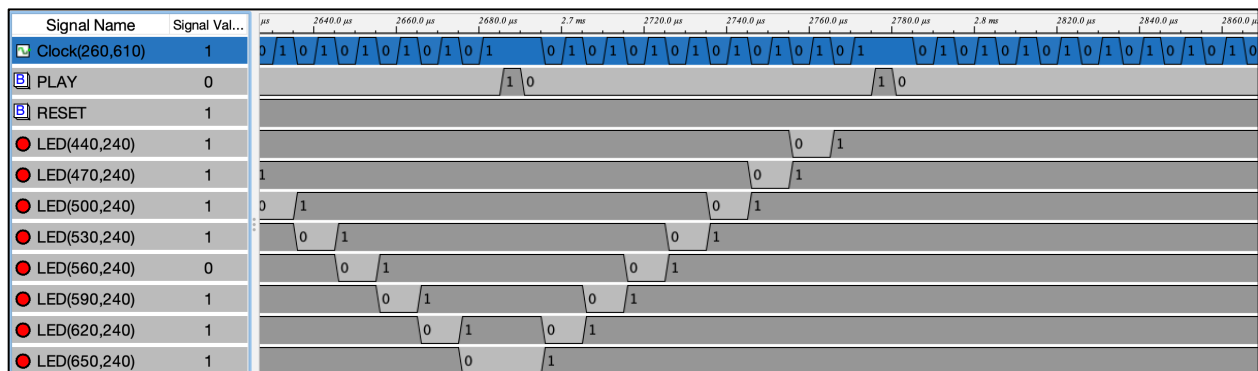 Signal Name Signal Val... µs 2640.0 µs 2660.0 µs 2680.0 µs 2.7 ms 2720.0 µs 2740.0 µs 2760.0 µs 2780.0 µs 2.8 ms 2820.0 µs 2840.0 µs 2860.0 µs
Clock(260,610) 1 0 1 0 1 0 1 0 1 0 1 0 1 0 1 0 1 0 1 0 1 0 1 0 1 0 1 0 1 0 1 0 1 0 1 0 1 0 1 0 1 0 1 0 1 0
PLAY 0 1 0 1 0
RESET 1
LED(440,240) 1 0 1
LED(470,240) 1 1 0 1
LED(500,240) 1 0 1 0 1
LED(530,240) 1 0 1 0 1
LED(560,240) 0 0 1 0 1
LED(590,240) 1 0 1 0 1
LED(620,240) 1 0 1 0 1
LED(650,240) 1 0 1